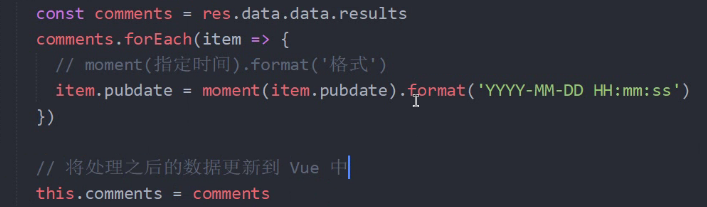 const comments = res.data.data.results
comments.forEach(item => {
// moment(指定时间).format('格式')
item.pubdate = moment(item.pubdate).format('YYYY-MM-DD HH:mm:ss')
})
// 将处理之后的数据更新到 Vue 中
this.comments = comments